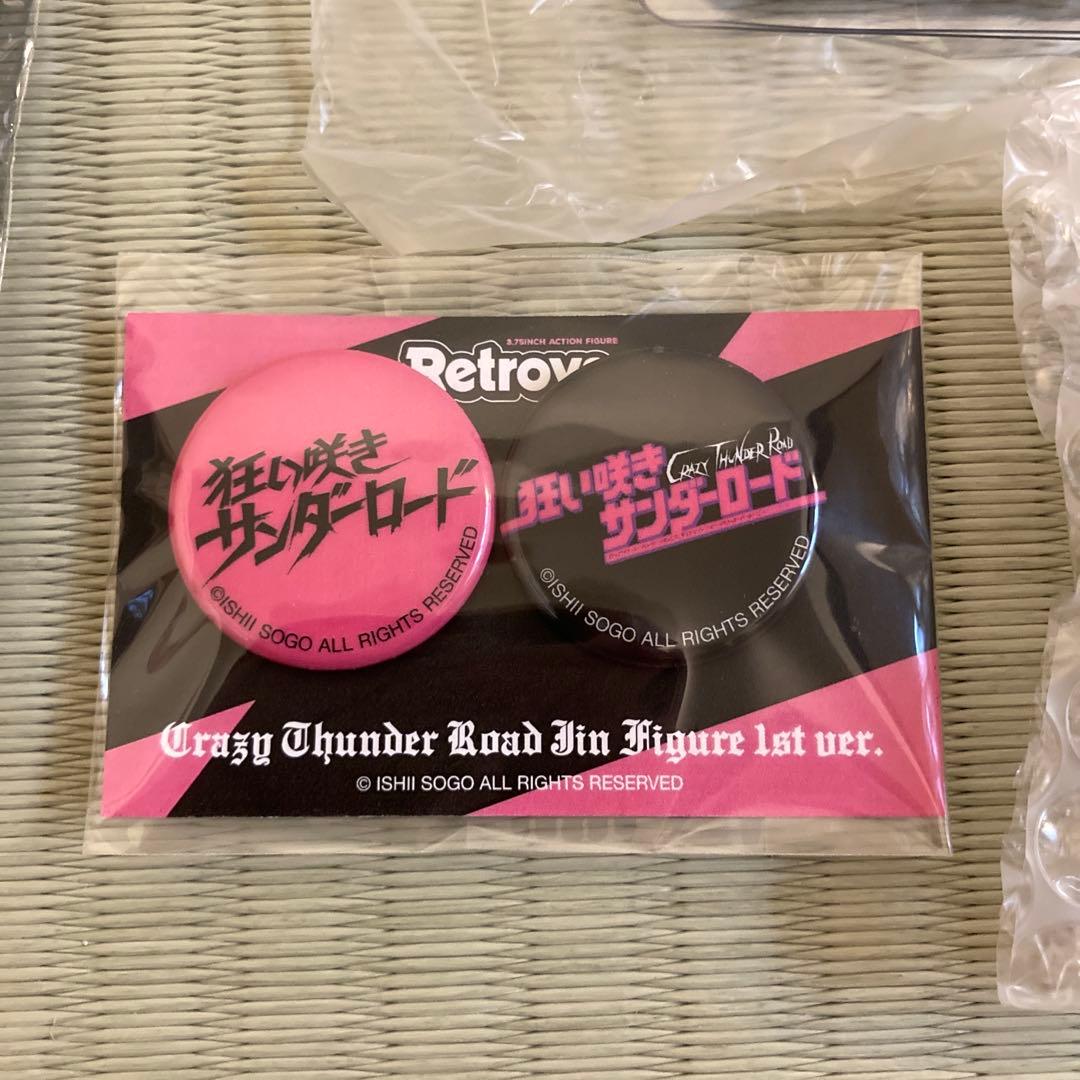 3.75INCH ACTION FIGURE
Retroy
狂い咲き
サンダーロード
©ISHII SOGO ALL RIGHTS RESERVED
狂い咲き
CRAZY THUNDER ROAD
サンダーロード
©ISHII SOGO ALL RIGHTS RESERVED
Crazy Thunder Road Jin Figure 1st ver.
© ISHII SOGO ALL RIGHTS RESERVED